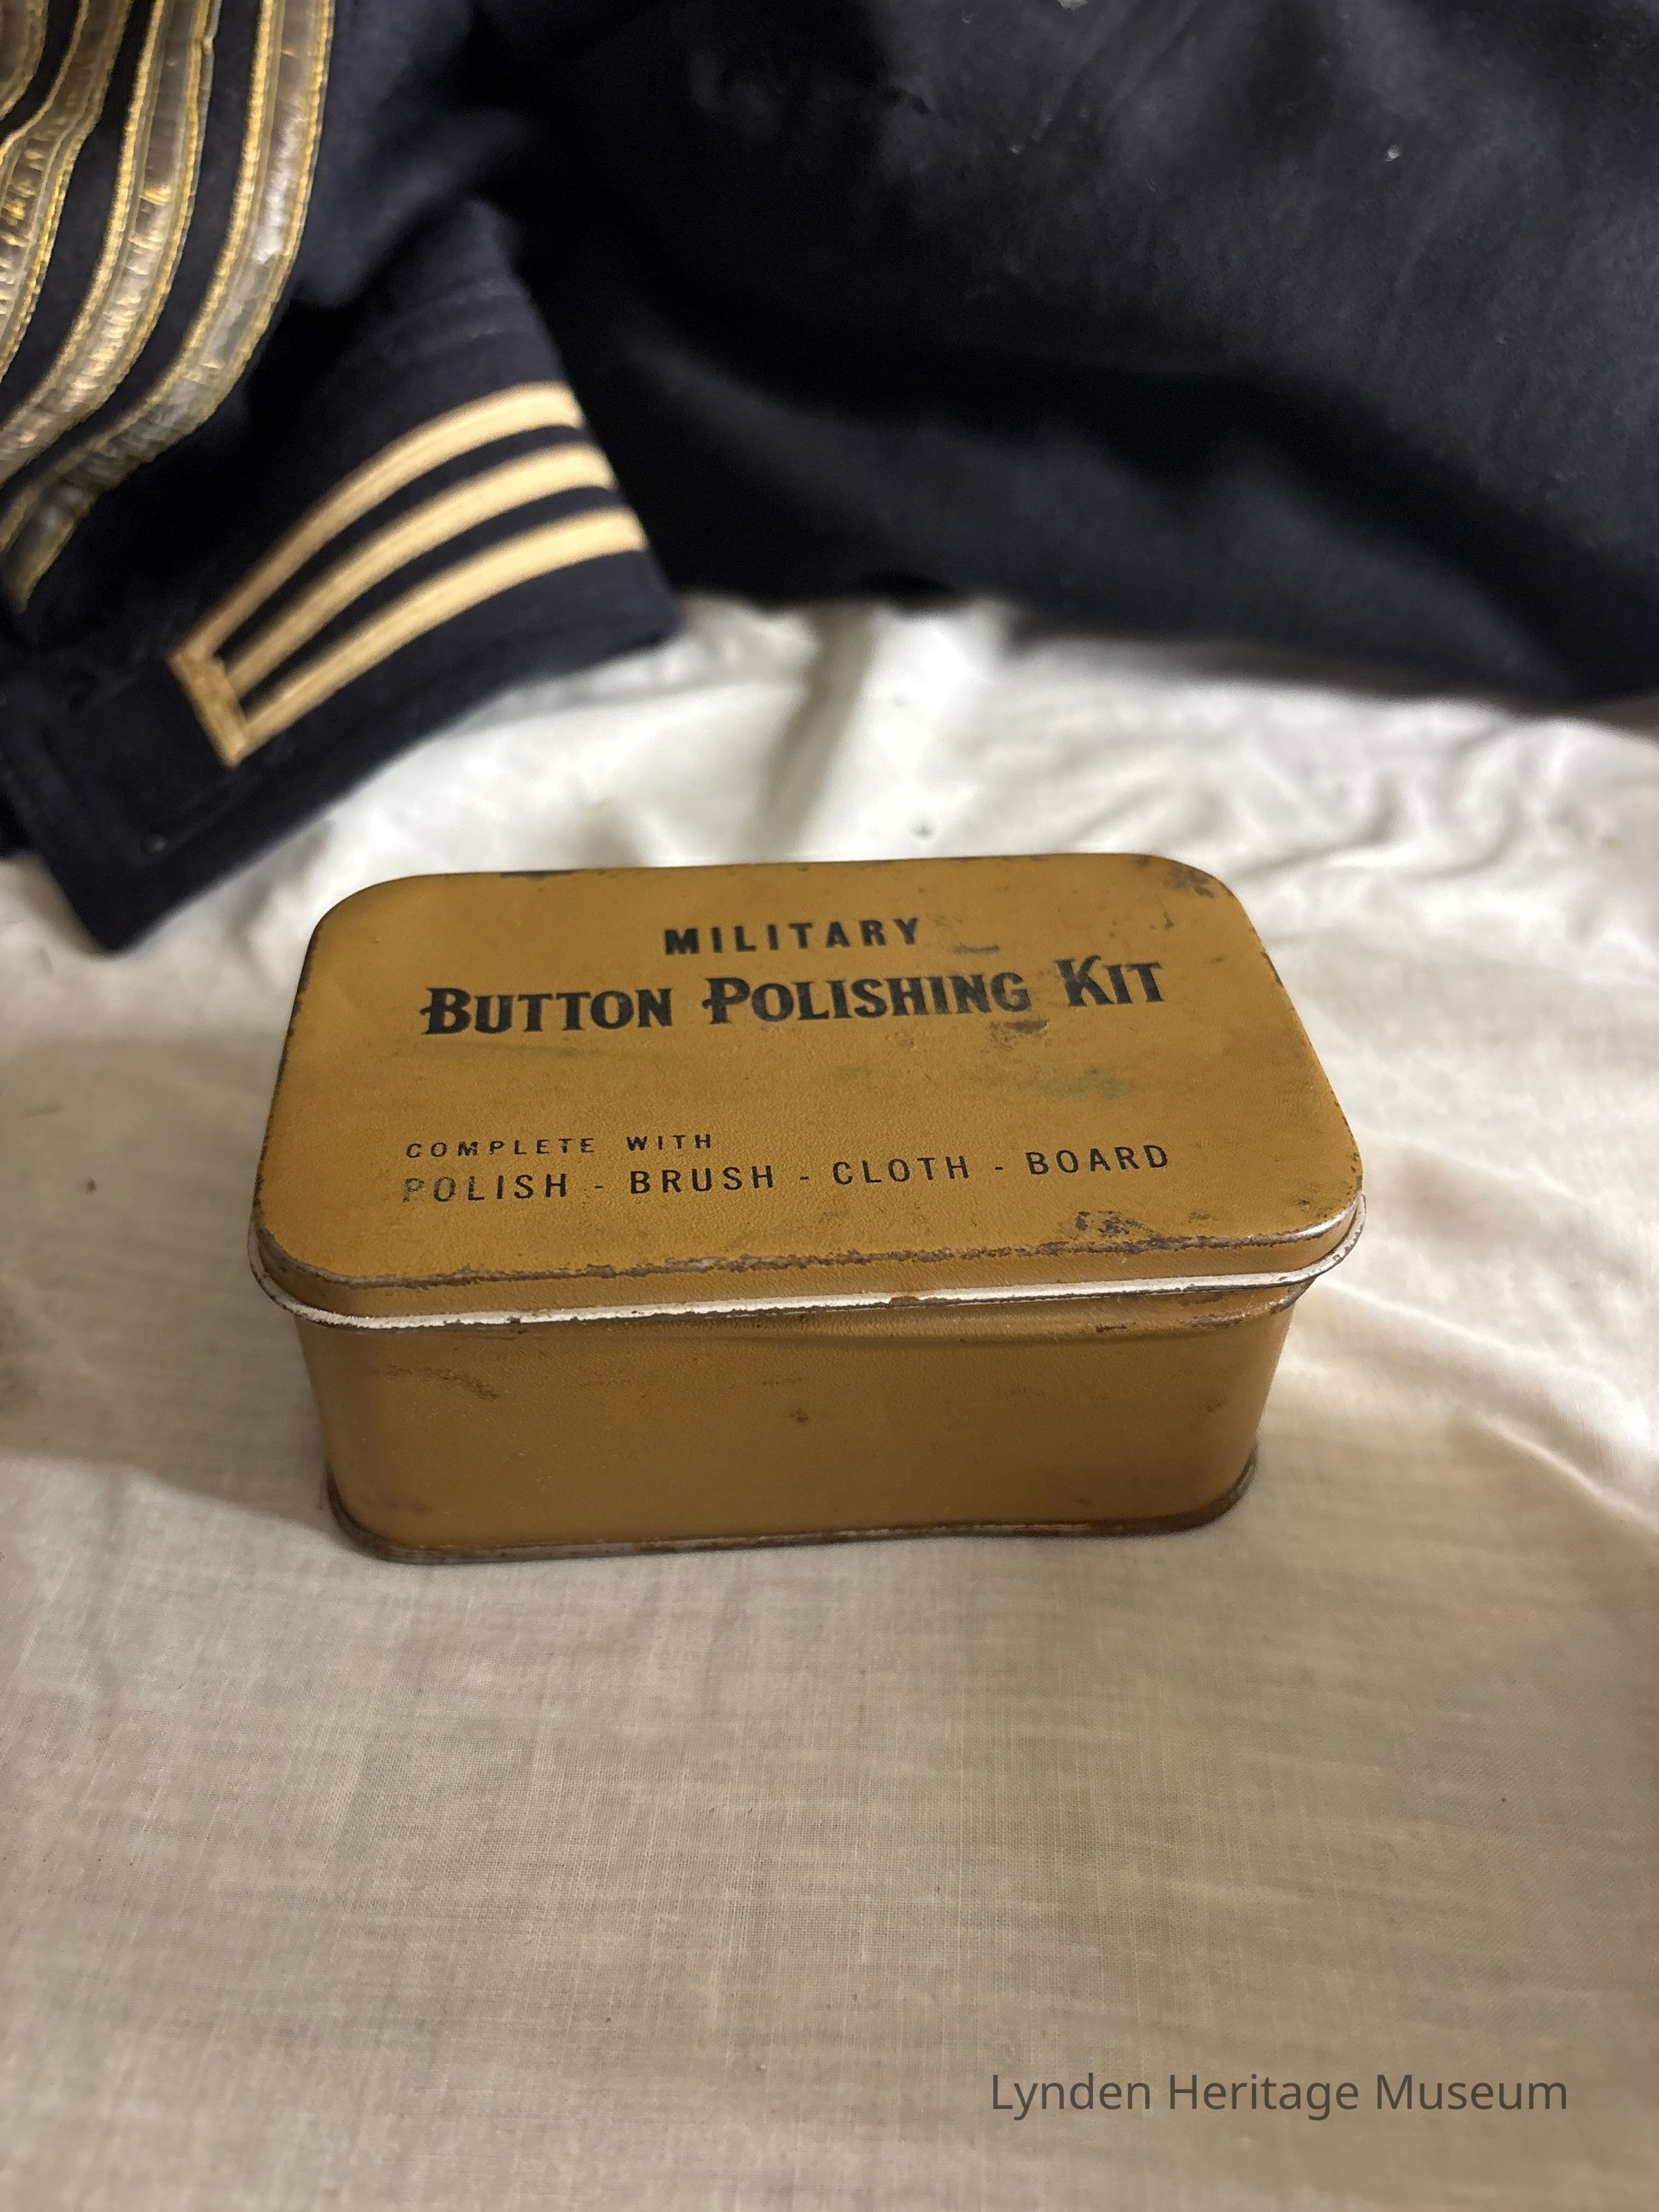 MILITARY
BUTTON POLISHING KIT
COMPLETE WITH
POLISH - BRUSH - CLOTH - BOARD
Lynden Heritage Museum